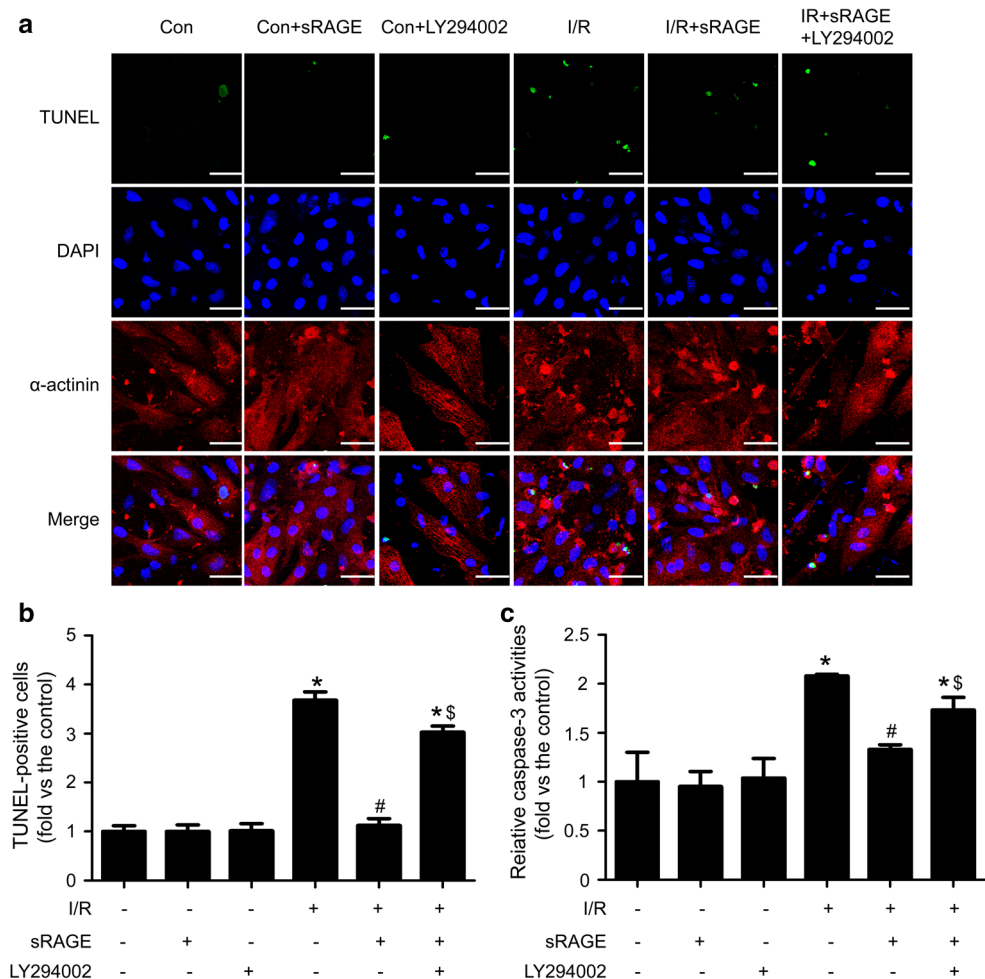 a
Con Con+sRAGE Con+LY294002 I/R I/R+sRAGE IR+sRAGE +LY294002
TUNEL
DAPI
α-actinin
Merge
b
TUNEL-positive cells
(fold vs the control)
5
4
3
2
1
0
*
#
* $
I/R - - - + + +
sRAGE - + - - + +
LY294002 - - + - - +
c
Relative caspase-3 activities
(fold vs the control)
2.5
2
1.5
1
0.5
0
*
#
* $
I/R - - - + + +
sRAGE - + - - + +
LY294002 - - + - - +